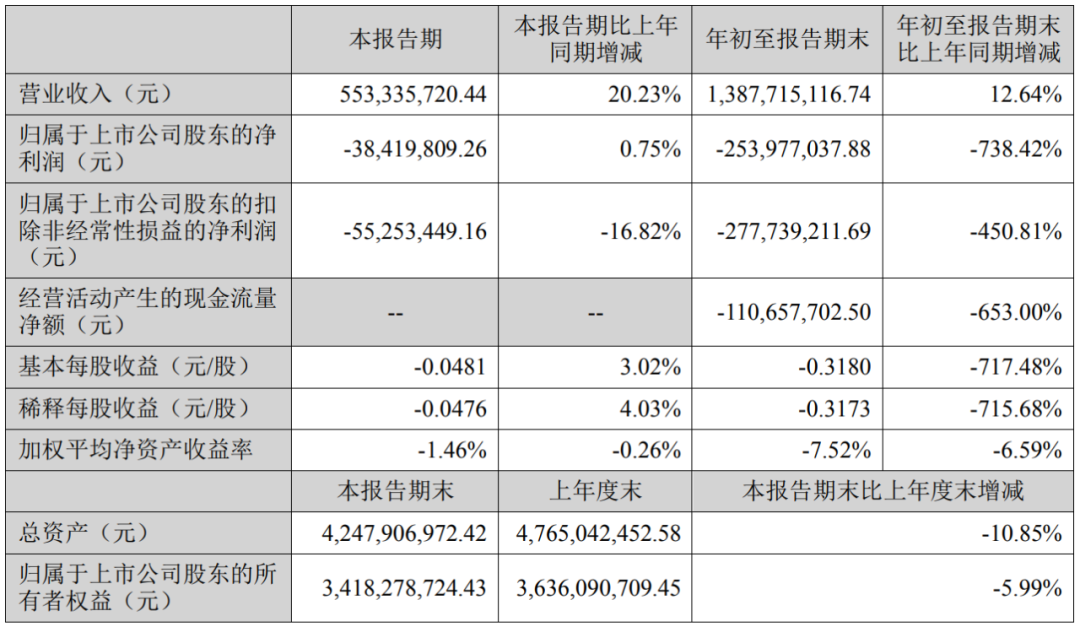 本报告期 本报告期比上年同期增减 年初至报告期末 年初至报告期末比上年同期增减
营业收入（元） 553,335,720.44 20.23% 1,387,715,116.74 12.64%
归属于上市公司股东的净利润（元） -38,419,809.26 0.75% -253,977,037.88 -738.42%
归属于上市公司股东的扣除非经常性损益的净利润（元） -55,253,449.16 -16.82% -277,739,211.69 -450.81%
经营活动产生的现金流量净额（元） -- -- -110,657,702.50 -653.00%
基本每股收益（元/股） -0.0481 3.02% -0.3180 -717.48%
稀释每股收益（元/股） -0.0476 4.03% -0.3173 -715.68%
加权平均净资产收益率 -1.46% -0.26% -7.52% -6.59%
本报告期末 上年度末 本报告期末比上年度末增减
总资产（元） 4,247,906,972.42 4,765,042,452.58 -10.85%
归属于上市公司股东的所有者权益（元） 3,418,278,724.43 3,636,090,709.45 -5.99%